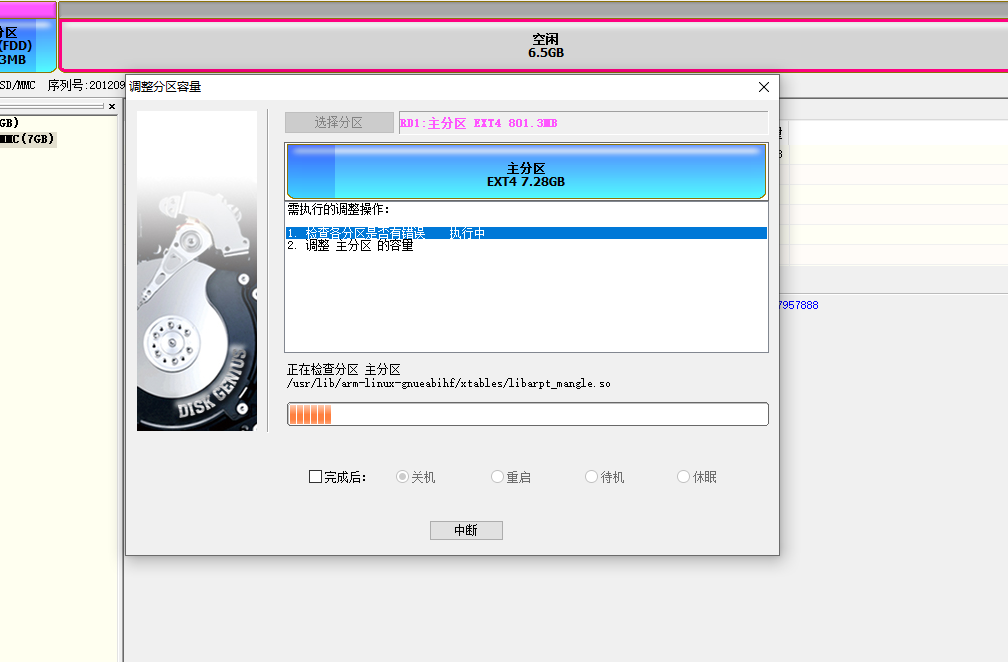 分区
(FDD)
3MB
空闲
6.5GB
SD/MMC 序列号:201209
GB)
MMC(7GB)
调整分区容量
选择分区
RD1:主分区 EXT4 801.3MB
主分区
EXT4 7.28GB
需执行的调整操作:
1. 检查各分区是否有错误 执行中
2. 调整 主分区 的容量
7957888
正在检查分区 主分区
/usr/lib/arm-linux-gnueabihf/xtables/libarpt_mangle.so
DISK GENIUS
完成后: 关机 重启 待机 休眠
中断